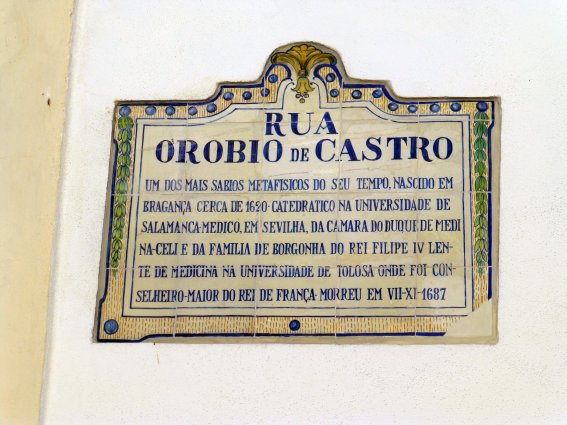 RUA
OROBIO DE CASTRO
UM DOS MAIS SABIOS METAFISICOS DO SEU TEMPO, NASCIDO EM
BRAGANÇA CERCA DE 1620·CATEDRATICO NA UNIVERSIDADE DE
SALAMANCA·MEDICO, EM SEVILHA, DA CAMARA DO DUQUE DE MEDI
NA-CELI E DA FAMILIA DE BORGONHA DO REI FILIPE IV LEN-
TE DE MEDICINA NA UNIVERSIDADE DE TOLOSA ONDE FOI CON-
SELHEIRO-MAIOR DO REI DE FRANÇA·MORREU EM VII-XI-1687